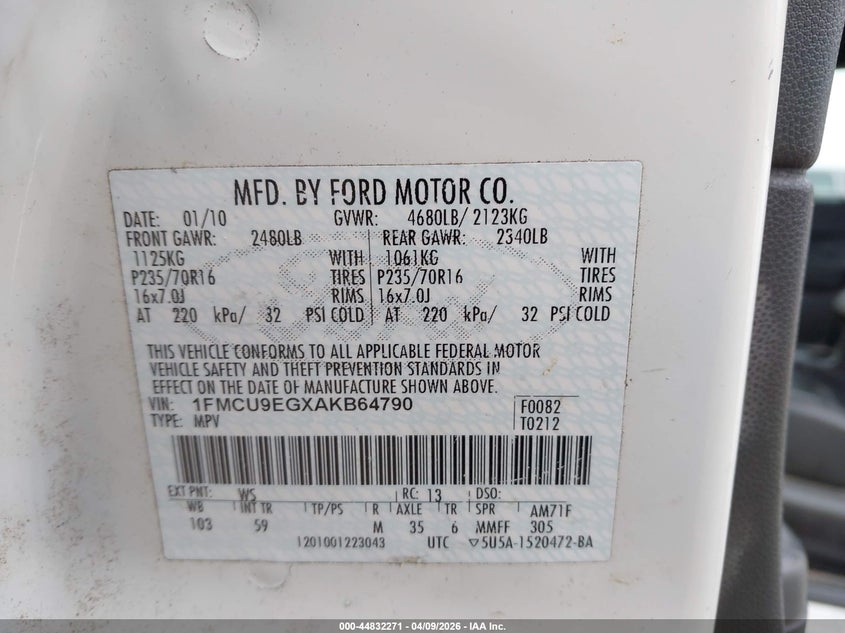 MFD. BY FORD MOTOR CO.
DATE: 01/10 GVWR: 4680LB/ 2123KG
FRONT GAWR: 2480LB REAR GAWR: 2340LB
1125KG WITH 1061KG WITH
P235/70R16 TIRES P235/70R16 TIRES
16x7.0J RIMS 16x7.0J RIMS
AT 220 kPa/ 32 PSI COLD AT 220 kPa/ 32 PSI COLD
THIS VEHICLE CONFORMS TO ALL APPLICABLE FEDERAL MOTOR
VEHICLE SAFETY AND THEFT PREVENTION STANDARDS IN
EFFECT ON THE DATE OF MANUFACTURE SHOWN ABOVE.
VIN: 1FMCU9EGXAKB64790 F0082
TYPE: MPV T0212
EXT PNT: WS RC: 13 DSO:
WB INT TR TP/PS R AXLE TR SPR AM71F
103 59 M 35 6 MMFF 305
1201001223043 UTC ▽5U5A-1520472-BA
000-44832271 - 04/09/2026 - IAA Inc.